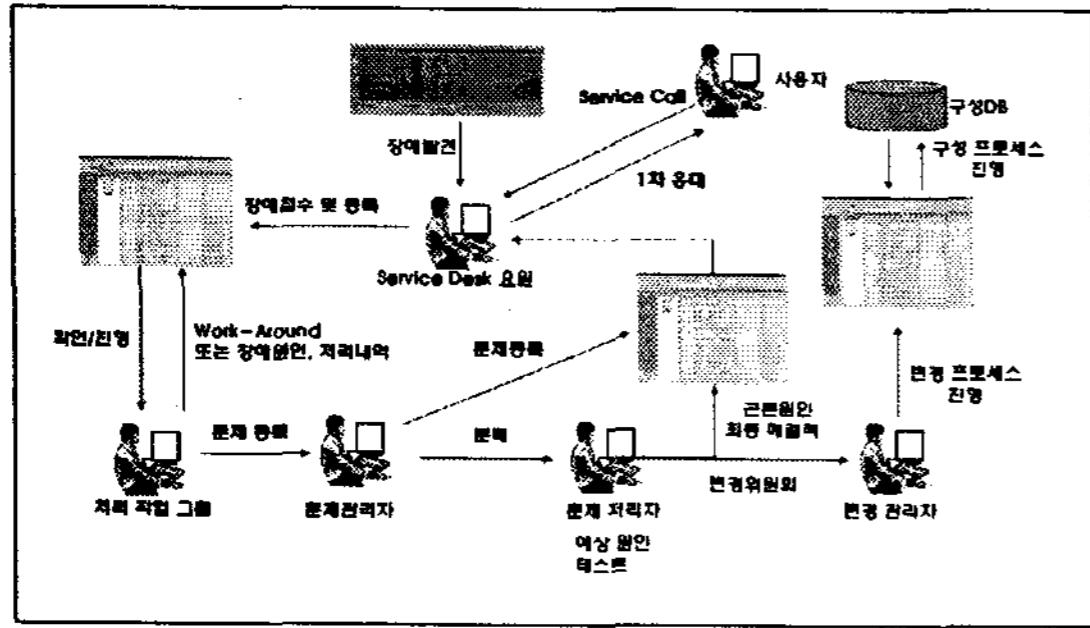 Service Call
사용자
구성DB
장애발견
구성 프로세스
진행
1차 응대
장애접수 및 등록
Service Desk 요원
확인/진행
Work-Around
또는 장애원인, 처리내역
문제등록
변경 프로세스
진행
근본원인
최종 해결책
문제 등록
분배
변경위원회
처리 작업 그룹
문제관리자
문제 처리자
변경 관리자
예상 원인
테스트